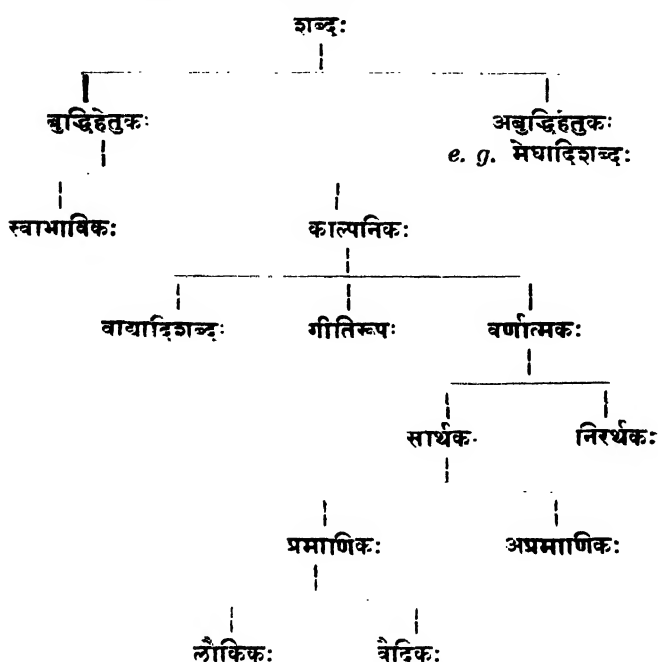 शब्दः
बुद्धिहेतुकः अबुद्धिहेतुकः
e. g. मेघादिशब्दः
स्वाभाविकः काल्पनिकः
वाद्यादिशब्दः गीतिरूपः वर्णात्मकः
सार्थकः निरर्थकः
प्रमाणिकः अप्रमाणिकः
लौकिकः वैदिकः